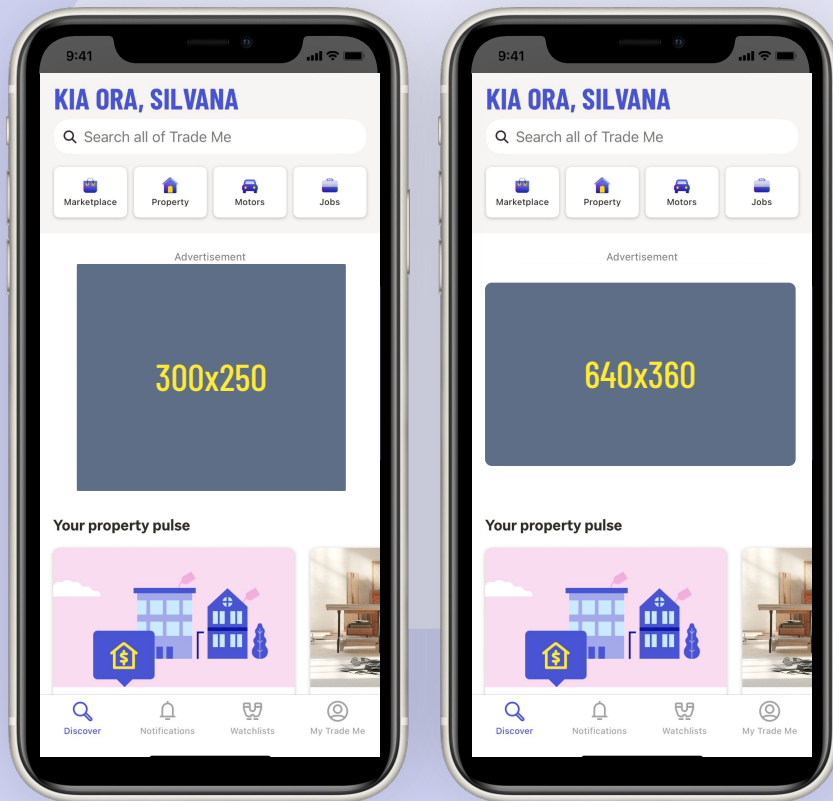 9:41
KIA ORA, SILVANA
Search all of Trade Me
Marketplace Property Motors Jobs
Advertisement
300x250
Your property pulse
$
Discover Notifications Watchlists My Trade Me
9:41
KIA ORA, SILVANA
Search all of Trade Me
Marketplace Property Motors Jobs
Advertisement
640x360
Your property pulse
$
Discover Notifications Watchlists My Trade Me